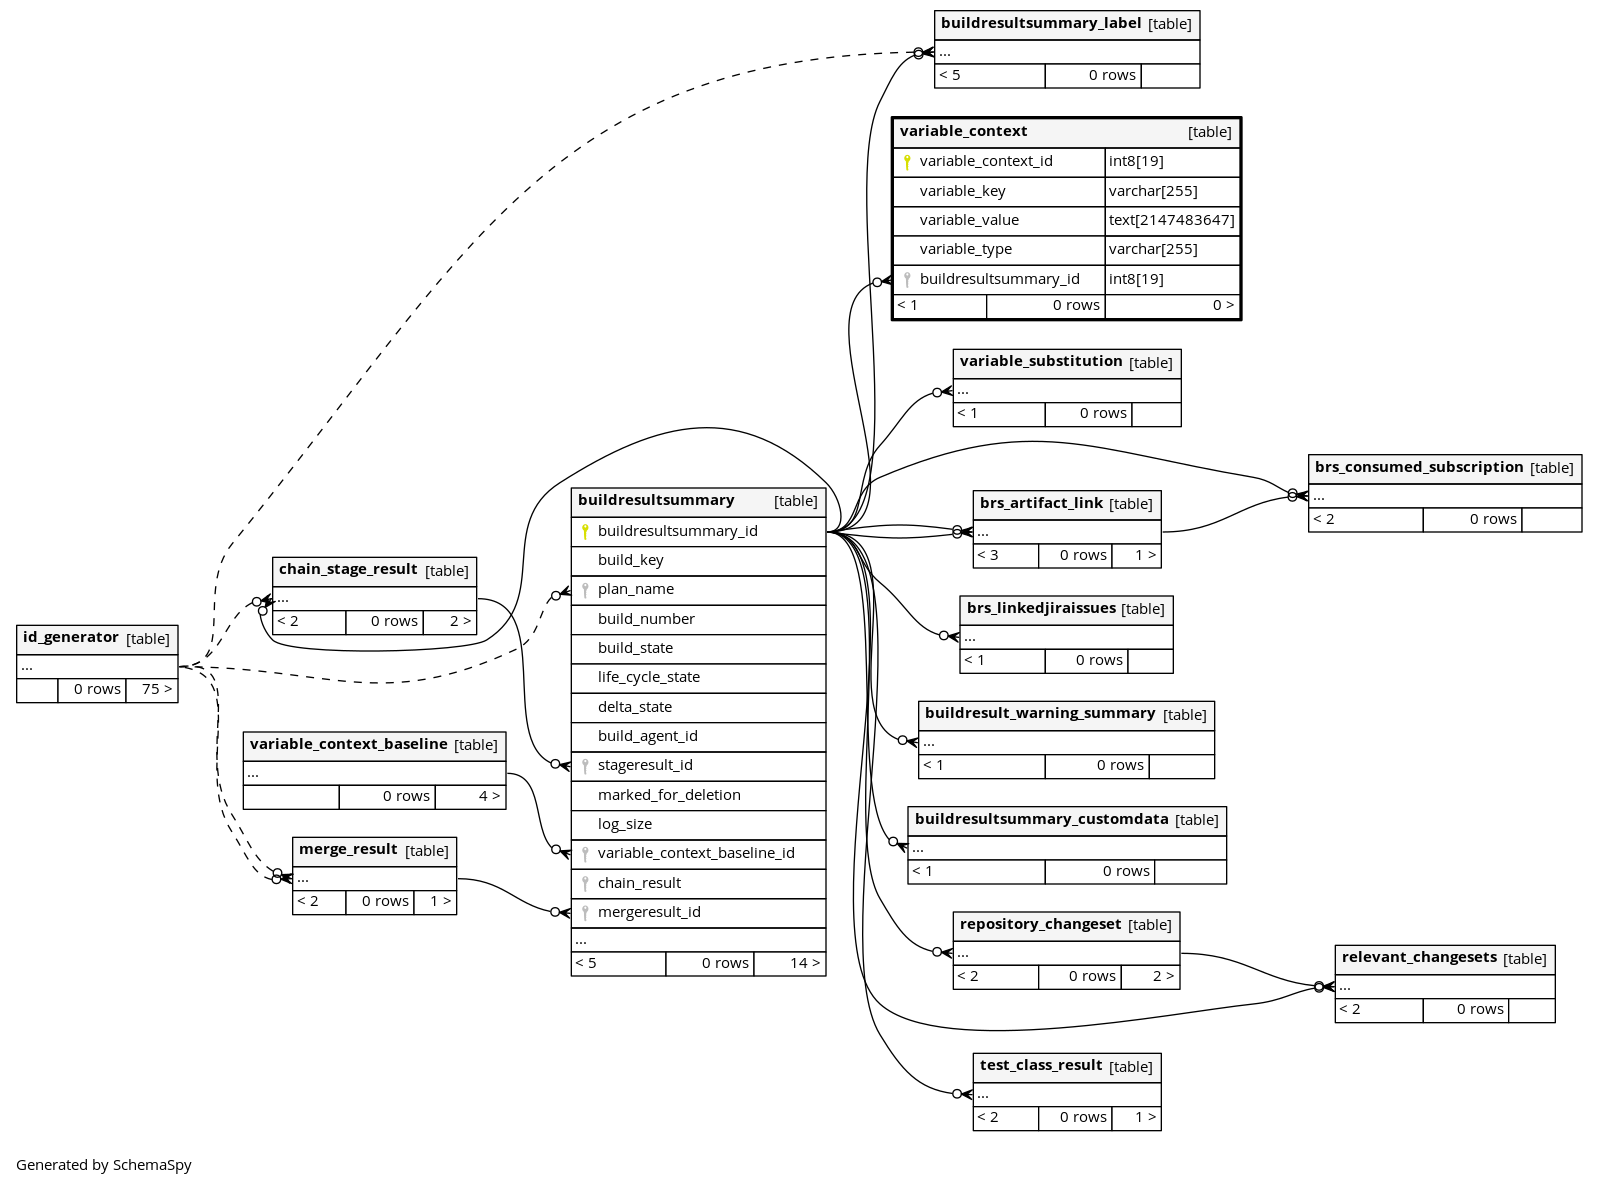 buildresultsummary_label [table]
...
< 5 0 rows
variable_context [table]
variable_context_id int8[19]
variable_key varchar[255]
variable_value text[2147483647]
variable_type varchar[255]
buildresultsummary_id int8[19]
< 1 0 rows 0 >
variable_substitution [table]
...
< 1 0 rows
brs_consumed_subscription [table]
...
< 2 0 rows
brs_artifact_link [table]
...
< 3 0 rows 1 >
buildresultsummary [table]
buildresultsummary_id
build_key
plan_name
build_number
build_state
life_cycle_state
delta_state
build_agent_id
stageresult_id
marked_for_deletion
log_size
variable_context_baseline_id
chain_result
mergeresult_id
...
< 5 0 rows 14 >
chain_stage_result [table]
...
< 2 0 rows 2 >
brs_linkedjiraissues [table]
...
< 1 0 rows
id_generator [table]
...
0 rows 75 >
buildresult_warning_summary [table]
...
< 1 0 rows
variable_context_baseline [table]
...
0 rows 4 >
buildresultsummary_customdata [table]
...
< 1 0 rows
merge_result [table]
...
< 2 0 rows 1 >
repository_changeset [table]
...
< 2 0 rows 2 >
relevant_changesets [table]
...
< 2 0 rows
test_class_result [table]
...
< 2 0 rows 1 >
Generated by SchemaSpy